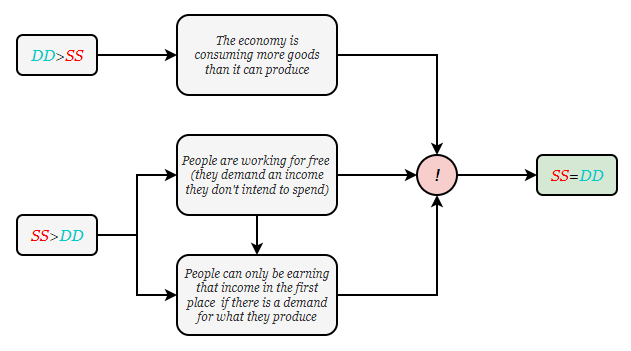 DD>SS
The economy is
consuming more goods
than it can produce
People are working for free
(they demand an income
they don't intend to spend)
!
SS=DD
SS>DD
People can only be earning
that income in the first
place if there is a demand
for what they produce